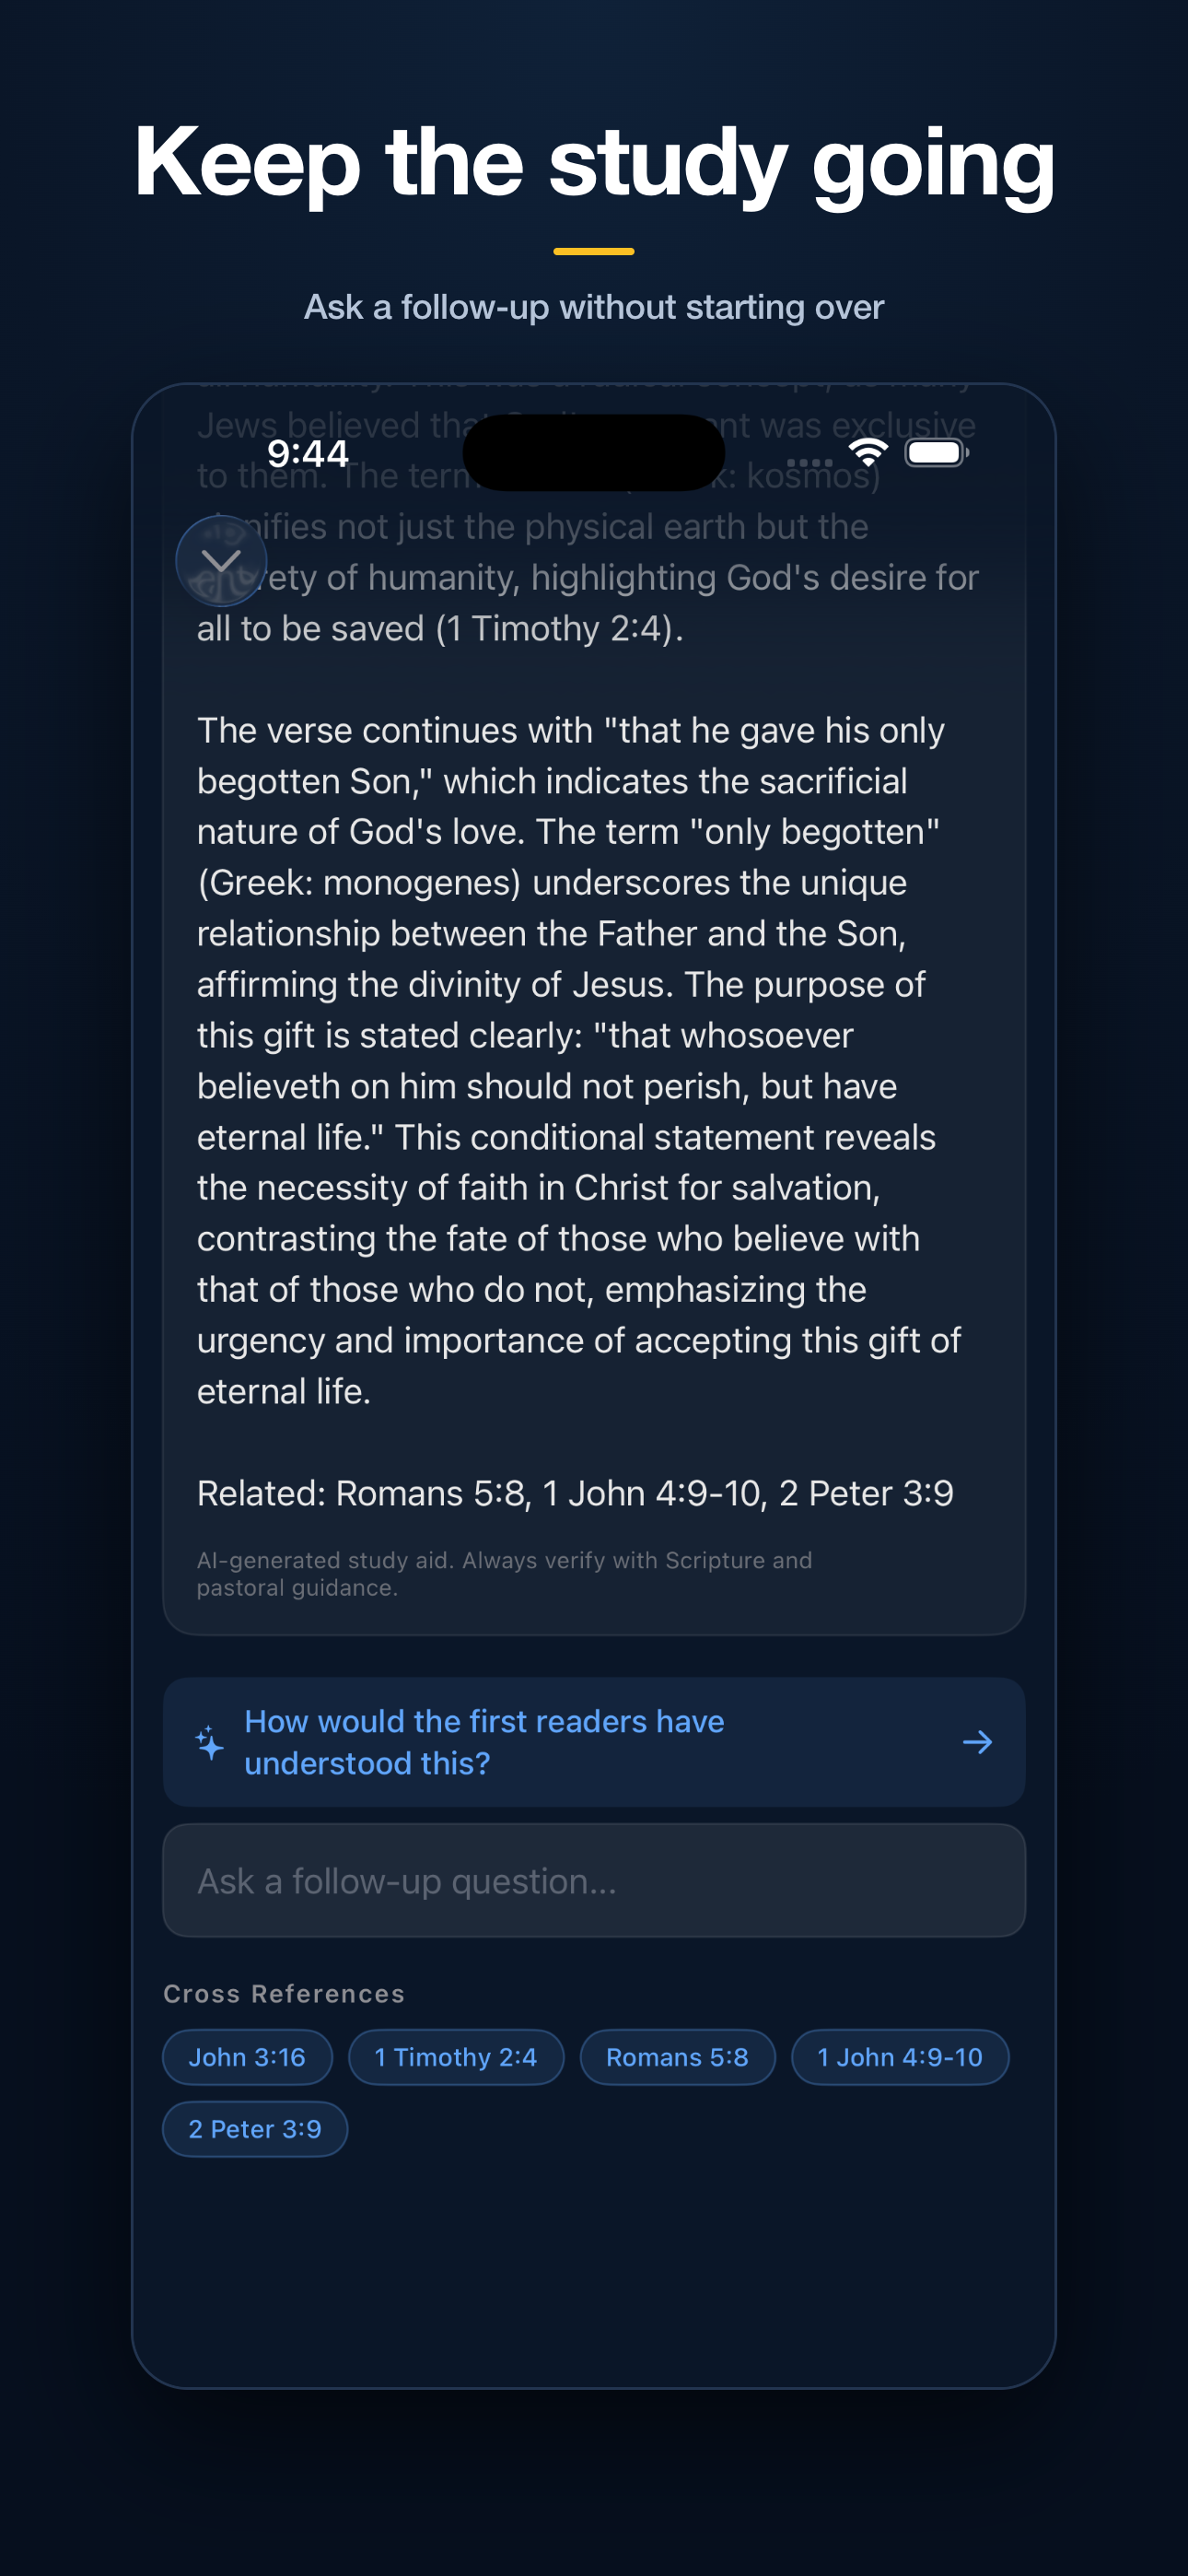 Keep the study going
Ask a follow-up without starting over
Jews believed that was exclusive
9:44
to them. The term kosmos)
not just the physical earth but the
of humanity, highlighting God's desire for
all to be saved (1 Timothy 2:4).
The verse continues with "that he gave his only
begotten Son," which indicates the sacrificial
nature of God's love. The term "only begotten"
(Greek: monogenes) underscores the unique
relationship between the Father and the Son,
affirming the divinity of Jesus. The purpose of
this gift is stated clearly: "that whosoever
believeth on him should not perish, but have
eternal life." This conditional statement reveals
the necessity of faith in Christ for salvation,
contrasting the fate of those who believe with
that of those who do not, emphasizing the
urgency and importance of accepting this gift of
eternal life.
Related: Romans 5:8, 1 John 4:9-10, 2 Peter 3:9
AI-generated study aid. Always verify with Scripture and
pastoral guidance.
How would the first readers have
understood this?
Ask a follow-up question...
Cross References
John 3:16
1 Timothy 2:4
Romans 5:8
1 John 4:9-10
2 Peter 3:9